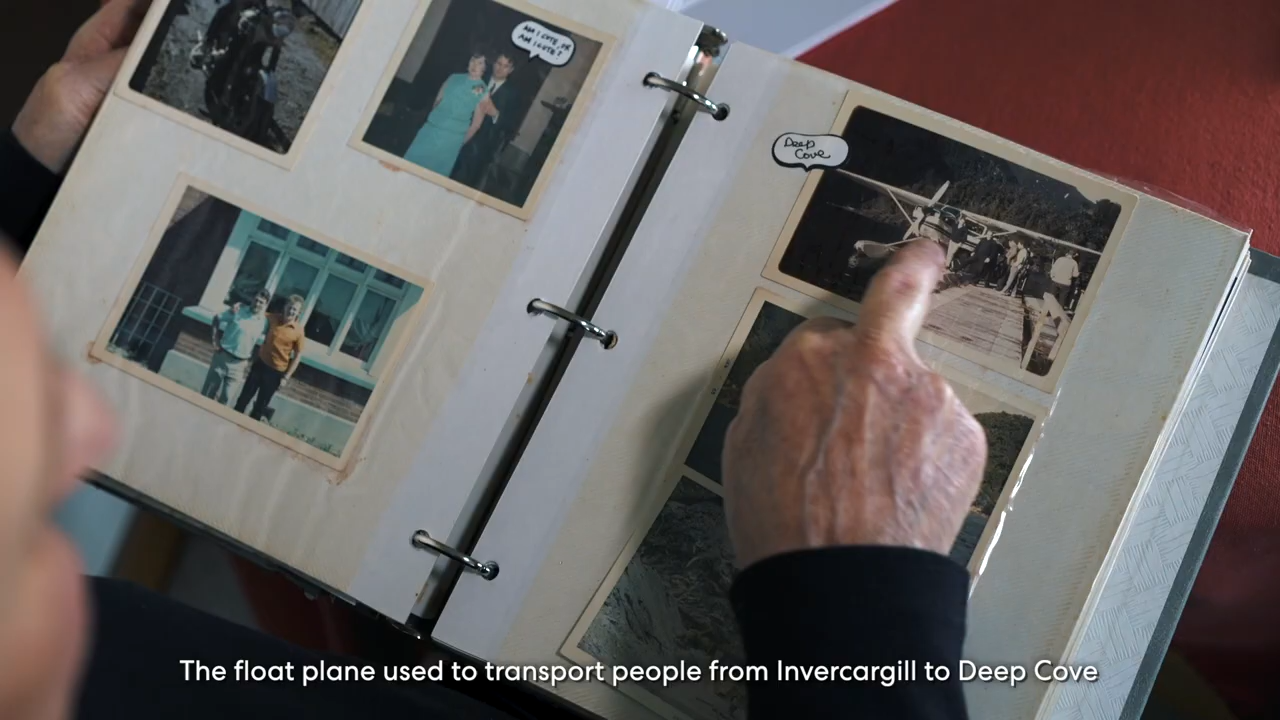 AM I CUTE, OR
AM I CUTE?
Deep
Cove
The float plane used to transport people from Invercargill to Deep Cove